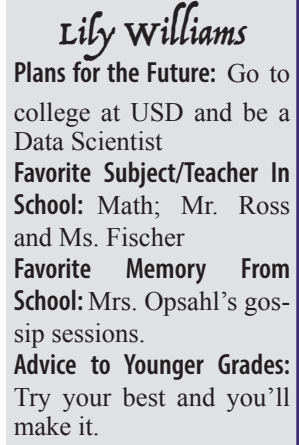 Lily Williams
Plans for the Future: Go to
college at USD and be a
Data Scientist
Favorite Subject/Teacher In
School: Math; Mr. Ross
and Ms. Fischer
Favorite Memory From
School: Mrs. Opsahl's gos-
sip sessions.
Advice to Younger Grades:
Try your best and you'll
make it.